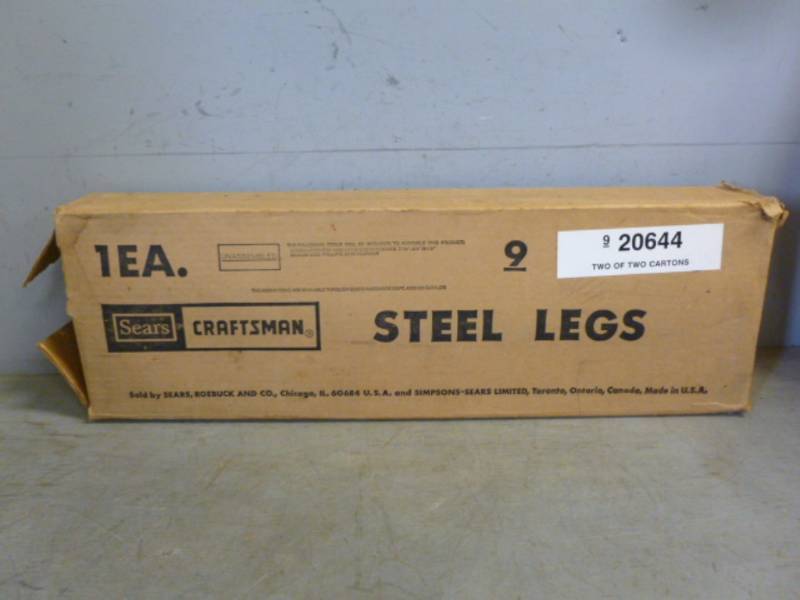 1EA.
UNASSEMBLED
9
9 20644
TWO OF TWO CARTONS
Sears CRAFTSMAN®
STEEL LEGS
Sold by SEARS, ROEBUCK AND CO., Chicago, IL. 60684 U.S.A. and SIMPSONS-SEARS LIMITED, Toronto, Ontario, Canada, Made in U.S.A.